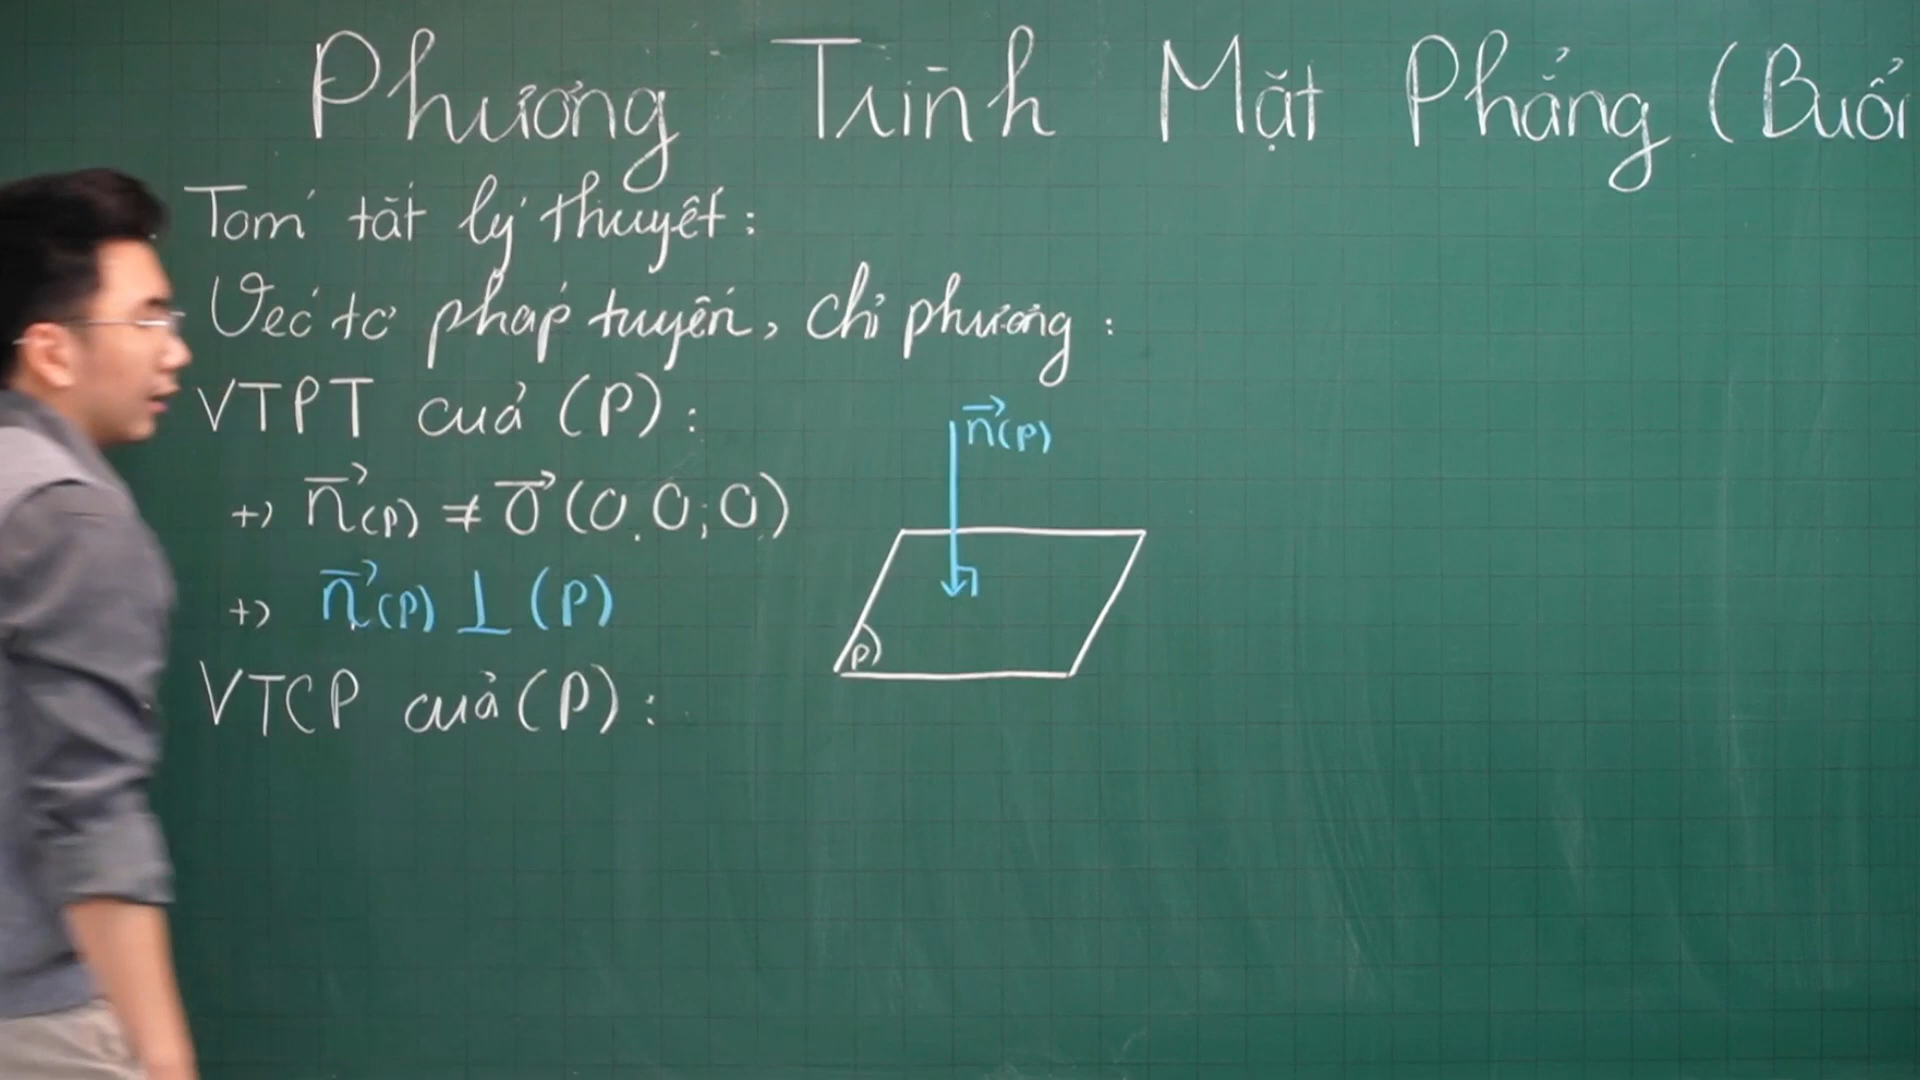 Phương Trình Mặt Phẳng (Buổi
Tóm tắt lý thuyết:
Véc tơ pháp tuyến, chỉ phương:
VTPT của (P):
+) n⃗(P) ≠ 0⃗(0;0;0)
+) n⃗(P) ⊥ (P)
VTCP của (P):
n⃗(P)
P)